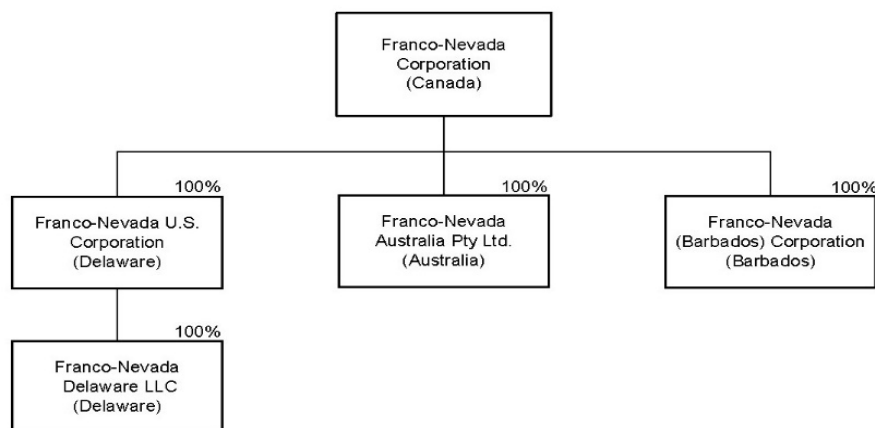 Franco-Nevada
Corporation
(Canada)
100%
100%
100%
Franco-Nevada U.S.
Corporation
(Delaware)
Franco-Nevada
Australia Pty Ltd.
(Australia)
Franco-Nevada
(Barbados) Corporation
(Barbados)
100%
Franco-Nevada
Delaware LLC
(Delaware)